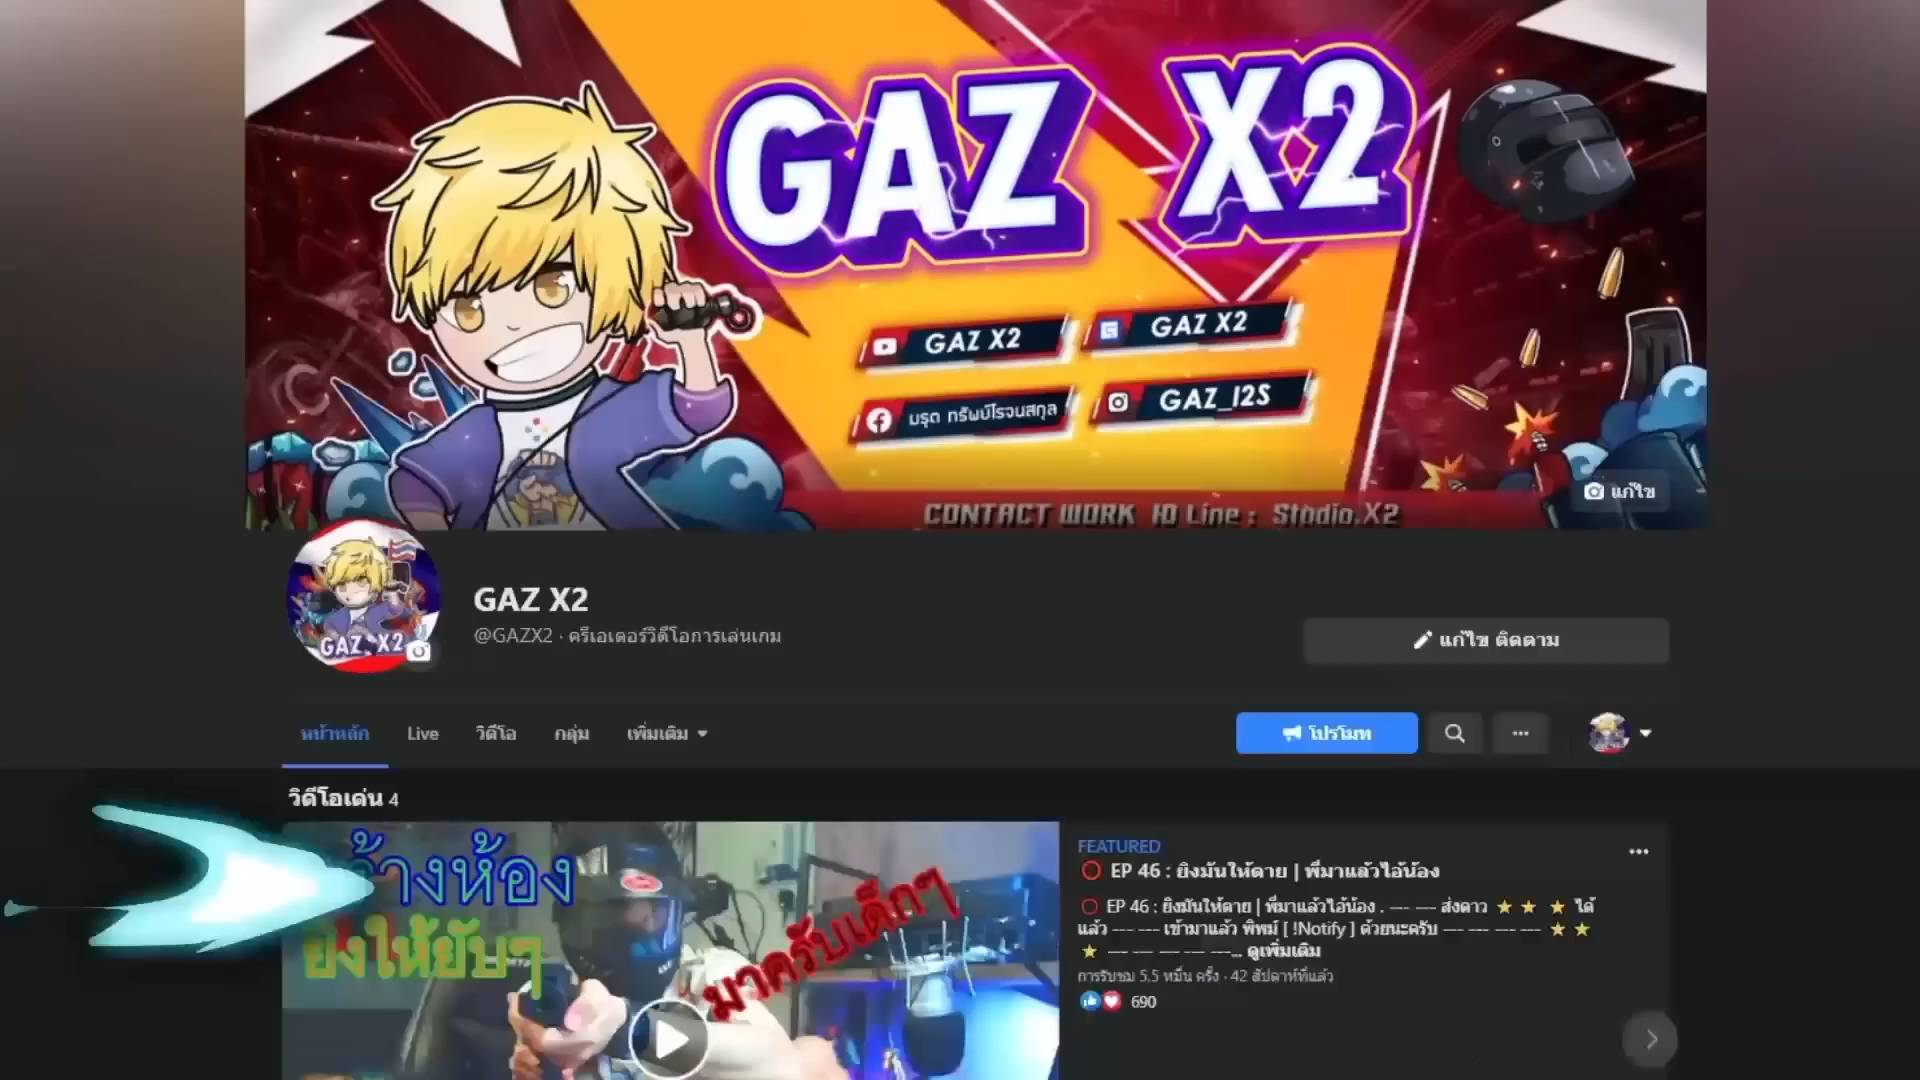 GAZ X2
GAZ X2
GAZ X2
มรุต ทรัพย์โรจนสกุล
GAZ_I2S
CONTACT WORK ID Line : Studio.X2
แก้ไข
GAZ X2
GAZ X2
@GAZX2 · ครีเอเตอร์วิดีโอการเล่นเกม
แก้ไข ติดตาม
หน้าหลัก Live วิดีโอ กลุ่ม เพิ่มเติม
โปรโมท
วิดีโอเด่น 4
ยิงให้ยับๆ
มาครับเด็กๆ
FEATURED
EP 46 : ยิงมันให้ตาย | พี่มาแล้วไอ้น้อง
EP 46 : ยิงมันให้ตาย | พี่มาแล้วไอ้น้อง . --- --- ส่งดาว ⭐ ⭐ ⭐ ได้
แล้ว --- --- เข้ามาแล้ว พิพม์ [ !Notify ] ด้วยนะครับ --- --- --- --- ⭐ ⭐
⭐ --- --- --- --- ---... ดูเพิ่มเติม
การรับชม 5.5 หมื่น ครั้ง · 42 สัปดาห์ที่แล้ว
690